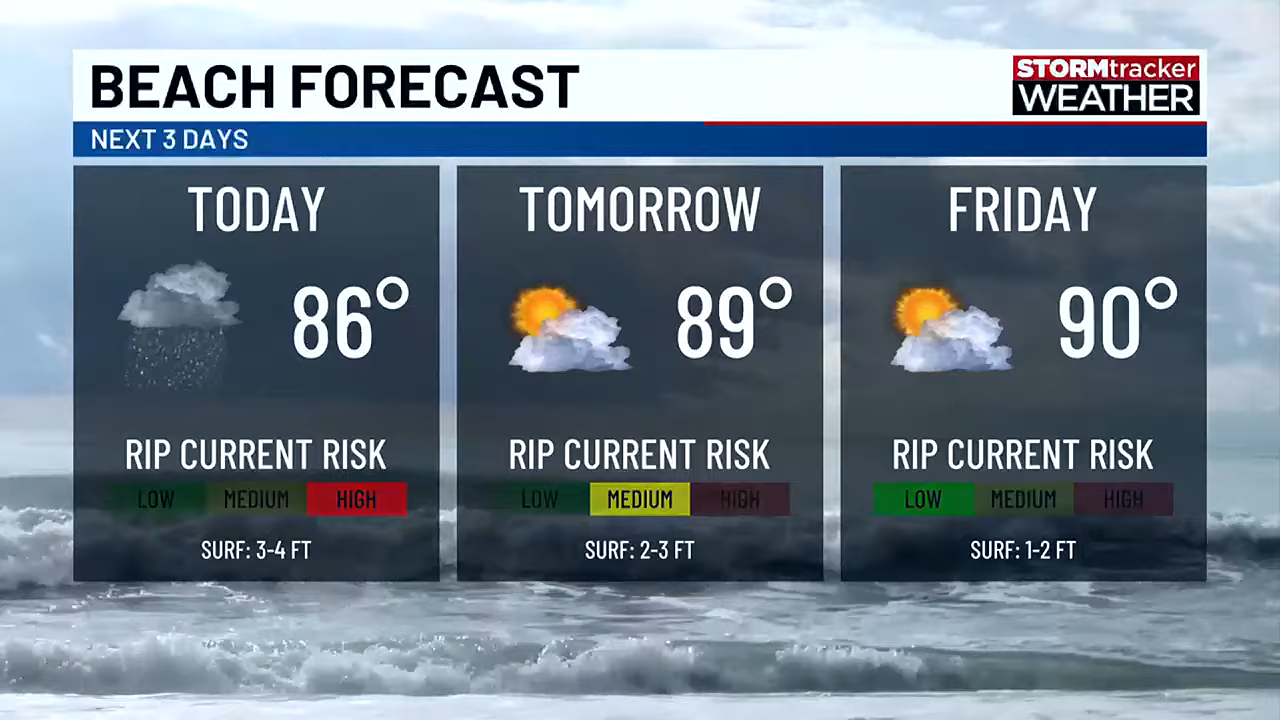 BEACH FORECAST
STORMtracker
WEATHER
NEXT 3 DAYS
TODAY
86°
RIP CURRENT RISK
LOW MEDIUM HIGH
SURF: 3-4 FT
TOMORROW
89°
RIP CURRENT RISK
LOW MEDIUM HIGH
SURF: 2-3 FT
FRIDAY
90°
RIP CURRENT RISK
LOW MEDIUM HIGH
SURF: 1-2 FT